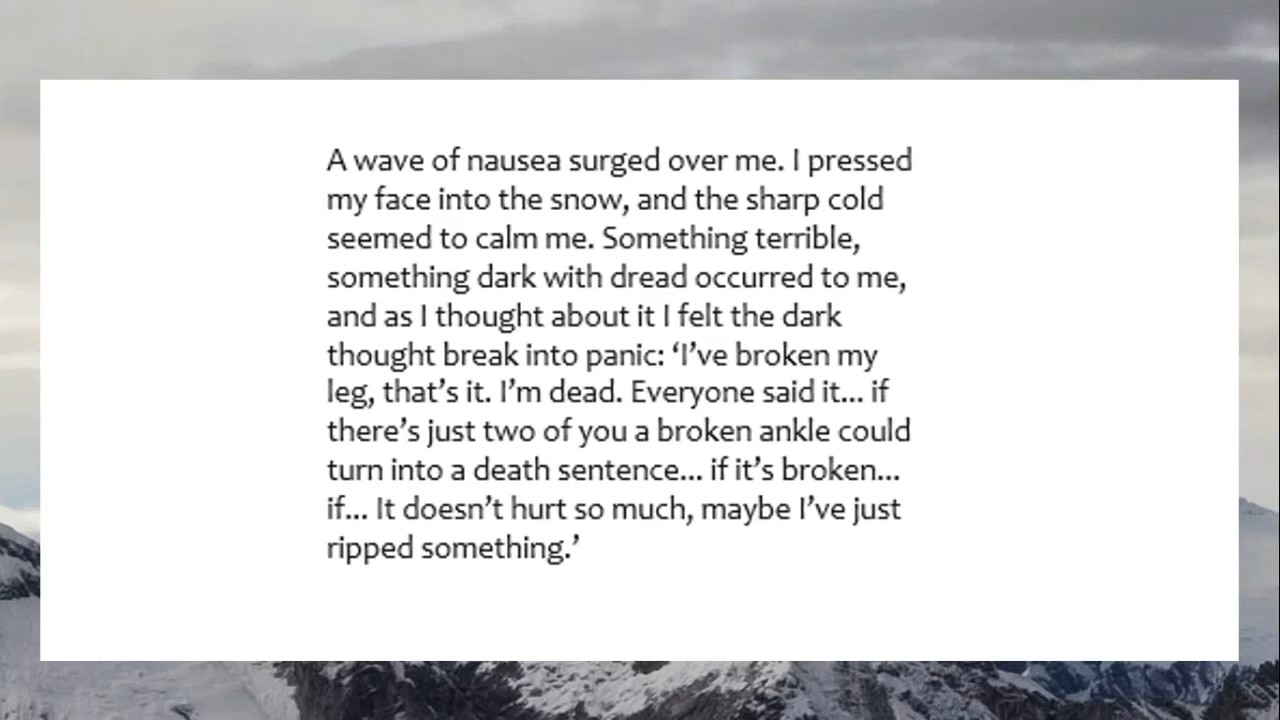 A wave of nausea surged over me. I pressed
my face into the snow, and the sharp cold
seemed to calm me. Something terrible,
something dark with dread occurred to me,
and as I thought about it I felt the dark
thought break into panic: ‘I’ve broken my
leg, that’s it. I’m dead. Everyone said it... if
there’s just two of you a broken ankle could
turn into a death sentence... if it’s broken...
if... It doesn’t hurt so much, maybe I’ve just
ripped something.’